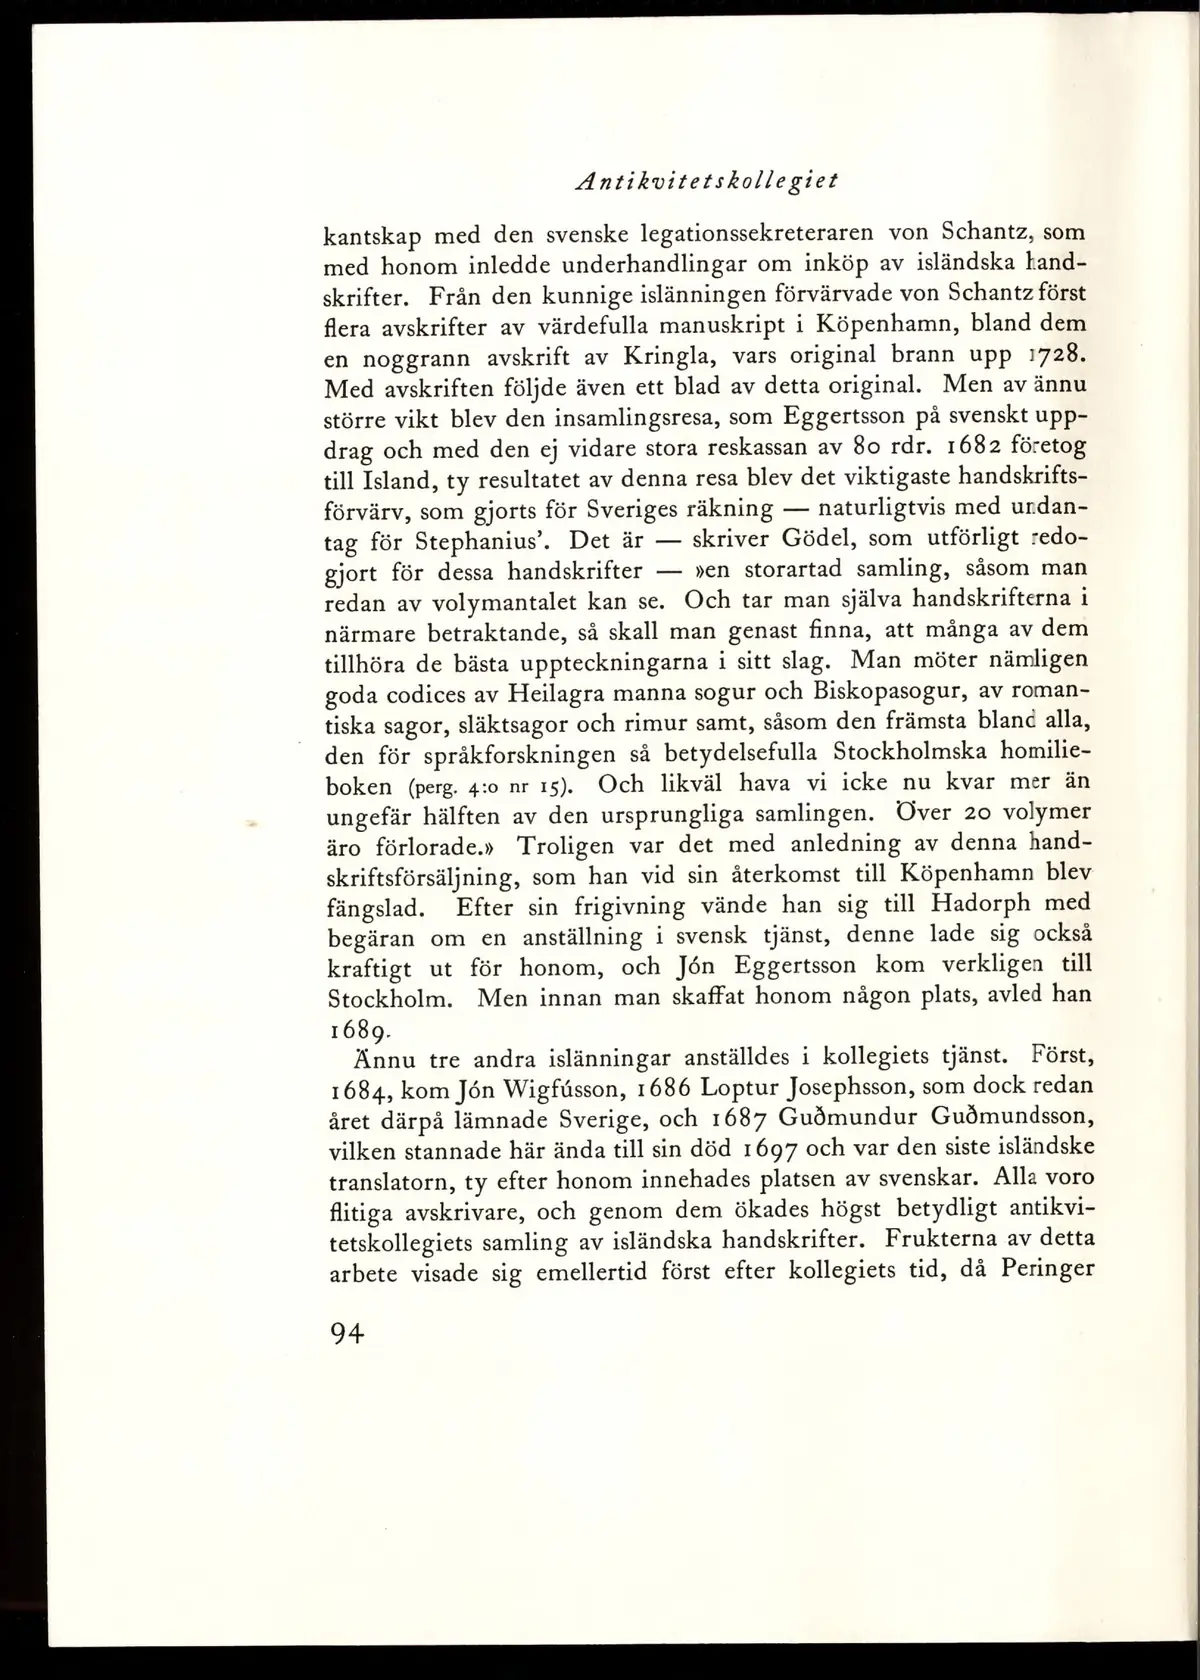 Antikvitetskollegiet
kantskap med den svenske legationssekreteraren von Schantz, som
med honom inledde underhandlingar om inköp av isländska hand-
skrifter. Från den kunnige islänningen förvärvade von Schantz först
flera avskrifter av värdefulla manuskript i Köpenhamn, bland dem
en noggrann avskrift av Kringla, vars original brann upp 1728.
Med avskriften följde även ett blad av detta original. Men av ännu
större vikt blev den insamlingsresa, som Eggertsson på svenskt upp-
drag och med den ej vidare stora reskassan av 80 rdr. 1682 företog
till Island, ty resultatet av denna resa blev det viktigaste handskrifts-
förvärv, som gjorts för Sveriges räkning — naturligtvis med undan-
tag för Stephanius’. Det är — skriver Gödel, som utförligt redo-
gjort för dessa handskrifter — »en storartad samling, såsom man
redan av volymantalet kan se. Och tar man själva handskrifterna i
närmare betraktande, så skall man genast finna, att många av dem
tillhöra de bästa uppteckningarna i sitt slag. Man möter nämligen
goda codices av Heilagra manna sogur och Biskopasogur, av roman-
tiska sagor, släktsagor och rimur samt, såsom den främsta bland alla,
den för språkforskningen så betydelsefulla Stockholmska homilie-
boken (perg. 4:o nr 15). Och likväl hava vi icke nu kvar mer än
ungefär hälften av den ursprungliga samlingen. Över 20 volymer
äro förlorade.» Troligen var det med anledning av denna hand-
skriftsförsäljning, som han vid sin återkomst till Köpenhamn blev
fängslad. Efter sin frigivning vände han sig till Hadorph med
begäran om en anställning i svensk tjänst, denne lade sig också
kraftigt ut för honom, och Jón Eggertsson kom verkligen till
Stockholm. Men innan man skaffat honom någon plats, avled han
1689.
Ännu tre andra islänningar anställdes i kollegiets tjänst. Först,
1684, kom Jón Wigfússon, 1686 Loptur Josephsson, som dock redan
året därpå lämnade Sverige, och 1687 Guðmundur Guðmundsson,
vilken stannade här ända till sin död 1697 och var den siste isländske
translatorn, ty efter honom innehades platsen av svenskar. Alla voro
flitiga avskrivare, och genom dem ökades högst betydligt antikvi-
tetskollegiets samling av isländska handskrifter. Frukterna av detta
arbete visade sig emellertid först efter kollegiets tid, då Peringer
94